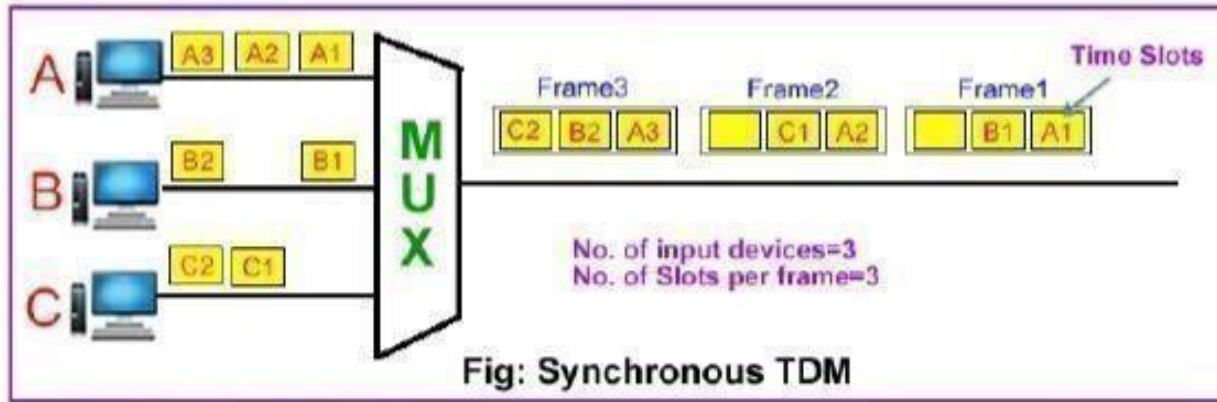 A
A3 A2 A1
Time Slots
Frame3 Frame2 Frame1
C2 B2 A3 C1 A2 B1 A1
MUX
B
B2 B1
C
C2 C1
No. of input devices=3
No. of Slots per frame=3
Fig: Synchronous TDM